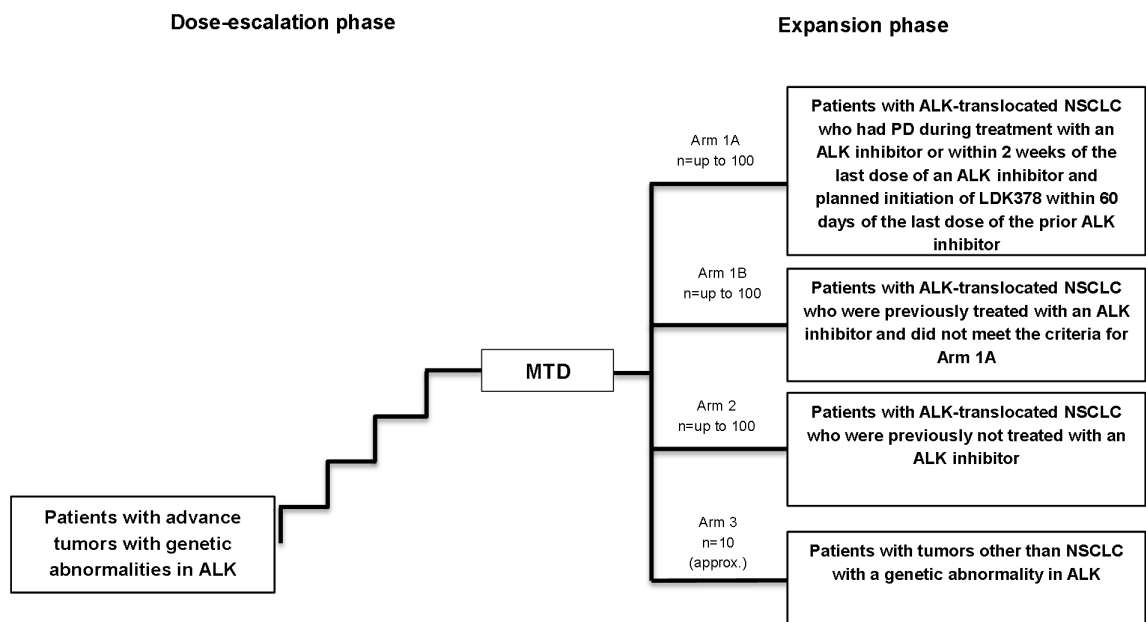 Dose-escalation phase
Expansion phase
Patients with advance
tumors with genetic
abnormalities in ALK
MTD
Arm 1A
n=up to 100
Patients with ALK-translocated NSCLC
who had PD during treatment with an
ALK inhibitor or within 2 weeks of the
last dose of an ALK inhibitor and
planned initiation of LDK378 within 60
days of the last dose of the prior ALK
inhibitor
Arm 1B
n=up to 100
Patients with ALK-translocated NSCLC
who were previously treated with an ALK
inhibitor and did not meet the criteria for
Arm 1A
Arm 2
n=up to 100
Patients with ALK-translocated NSCLC
who were previously not treated with an
ALK inhibitor
Arm 3
n=10
(approx.)
Patients with tumors other than NSCLC
with a genetic abnormality in ALK